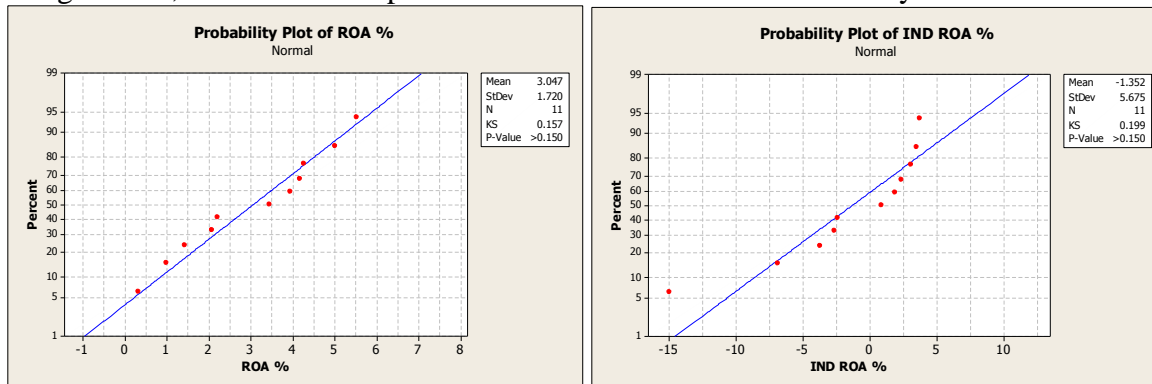 Probability Plot of ROA %
Normal
99
95
90
80
70
60
50
40
30
20
10
5
1
Percent
-1 0 1 2 3 4 5 6 7 8
ROA %
Mean 3.047
StDev 1.720
N 11
KS 0.157
P-Value >0.150
Probability Plot of IND ROA %
Normal
99
95
90
80
70
60
50
40
30
20
10
5
1
Percent
-15 -10 -5 0 5 10
IND ROA %
Mean -1.352
StDev 5.675
N 11
KS 0.199
P-Value >0.150